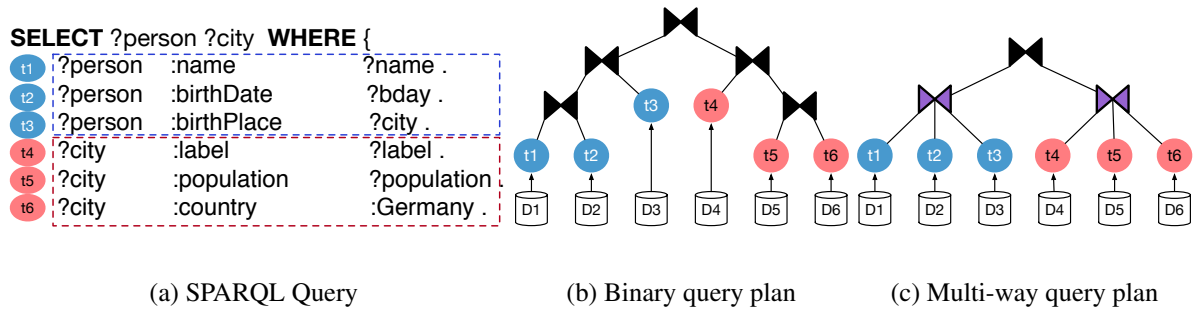 SELECT ?person ?city WHERE {
t1 ?person :name ?name .
t2 ?person :birthDate ?bday .
t3 ?person :birthPlace ?city .
t4 ?city :label ?label .
t5 ?city :population ?population .
t6 ?city :country :Germany .
t3 t4
t1 t2 t5 t6
D1 D2 D3 D4 D5 D6
t1 t2 t3 t4 t5 t6
D1 D2 D3 D4 D5 D6
(a) SPARQL Query
(b) Binary query plan
(c) Multi-way query plan